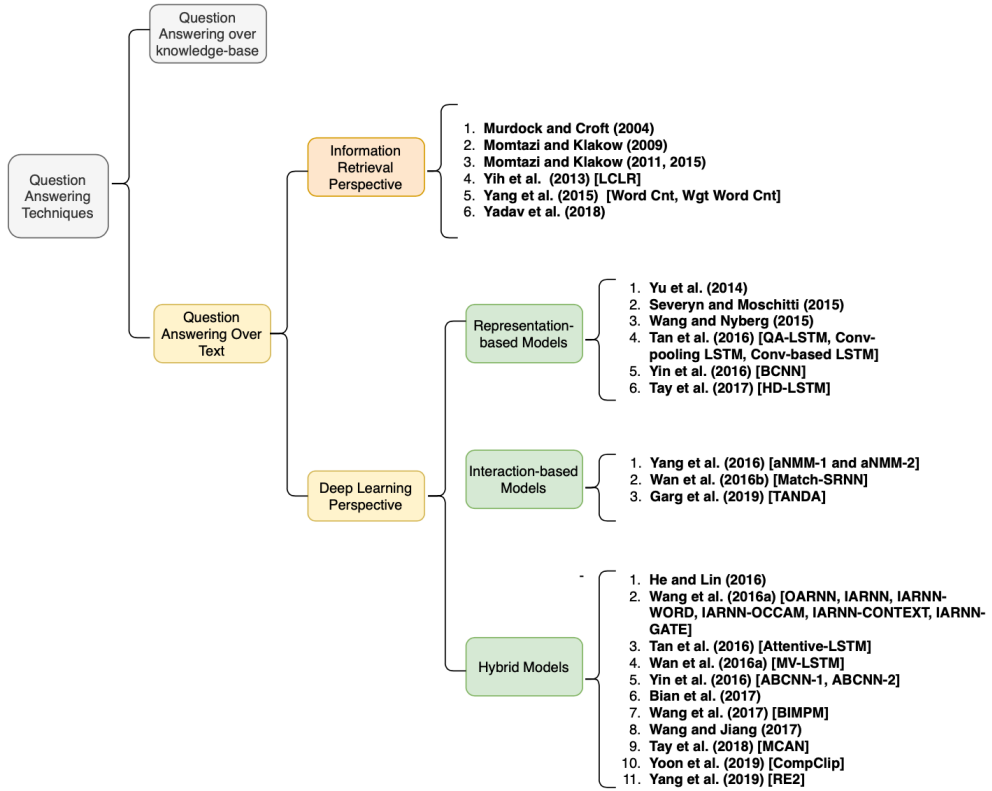 Question
Answering over
knowledge-base
Question
Answering
Techniques
Information
Retrieval
Perspective
1. Murdock and Croft (2004)
2. Momtazi and Klakow (2009)
3. Momtazi and Klakow (2011, 2015)
4. Yih et al. (2013) [LCLR]
5. Yang et al. (2015) [Word Cnt, Wgt Word Cnt]
6. Yadav et al. (2018)
Question
Answering Over
Text
Representation-
based Models
1. Yu et al. (2014)
2. Severyn and Moschitti (2015)
3. Wang and Nyberg (2015)
4. Tan et al. (2016) [QA-LSTM, Conv-
pooling LSTM, Conv-based LSTM]
5. Yin et al. (2016) [BCNN]
6. Tay et al. (2017) [HD-LSTM]
Deep Learning
Perspective
Interaction-based
Models
1. Yang et al. (2016) [aNMM-1 and aNMM-2]
2. Wan et al. (2016b) [Match-SRNN]
3. Garg et al. (2019) [TANDA]
Hybrid Models
-
1. He and Lin (2016)
2. Wang et al. (2016a) [OARNN, IARNN, IARNN-
WORD, IARNN-OCCAM, IARNN-CONTEXT, IARNN-
GATE]
3. Tan et al. (2016) [Attentive-LSTM]
4. Wan et al. (2016a) [MV-LSTM]
5. Yin et al. (2016) [ABCNN-1, ABCNN-2]
6. Bian et al. (2017)
7. Wang et al. (2017) [BIMPM]
8. Wang and Jiang (2017)
9. Tay et al. (2018) [MCAN]
10. Yoon et al. (2019) [CompClip]
11. Yang et al. (2019) [RE2]